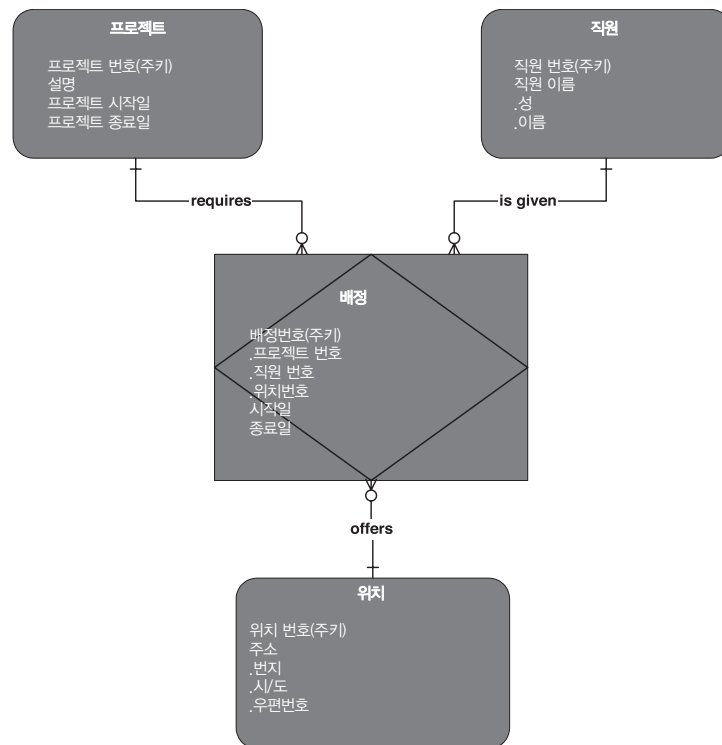 프로젝트
프로젝트 번호(주키)
설명
프로젝트 시작일
프로젝트 종료일
직원
직원 번호(주키)
직원 이름
.성
.이름
requires
is given
배정
배정번호(주키)
.프로젝트 번호
.직원 번호
.위치번호
시작일
종료일
offers
위치
위치 번호(주키)
주소
.번지
.시/도
.우편번호